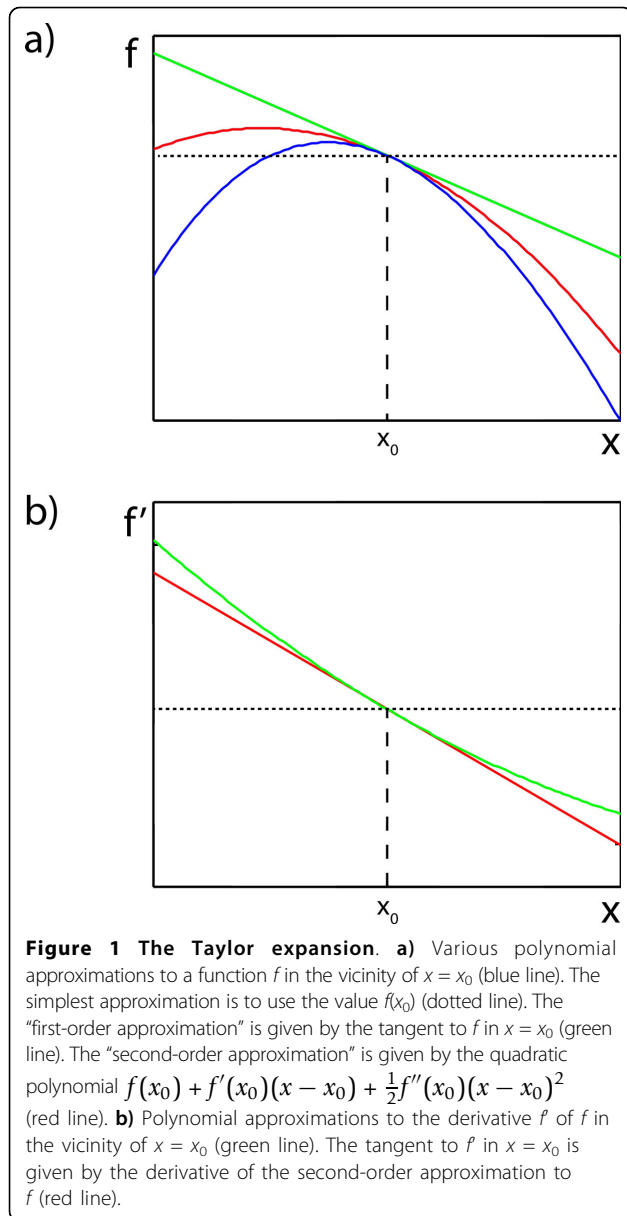 a)
f
x₀
X
b)
f'
x₀
X
Figure 1 The Taylor expansion. a) Various polynomial
approximations to a function f in the vicinity of x = x₀ (blue line). The
simplest approximation is to use the value f(x₀) (dotted line). The
"first-order approximation" is given by the tangent to f in x = x₀ (green
line). The "second-order approximation" is given by the quadratic
polynomial f(x₀) + f'(x₀)(x − x₀) + ½f''(x₀)(x − x₀)²
(red line). b) Polynomial approximations to the derivative f' of f in
the vicinity of x = x₀ (green line). The tangent to f' in x = x₀ is
given by the derivative of the second-order approximation to
f (red line).